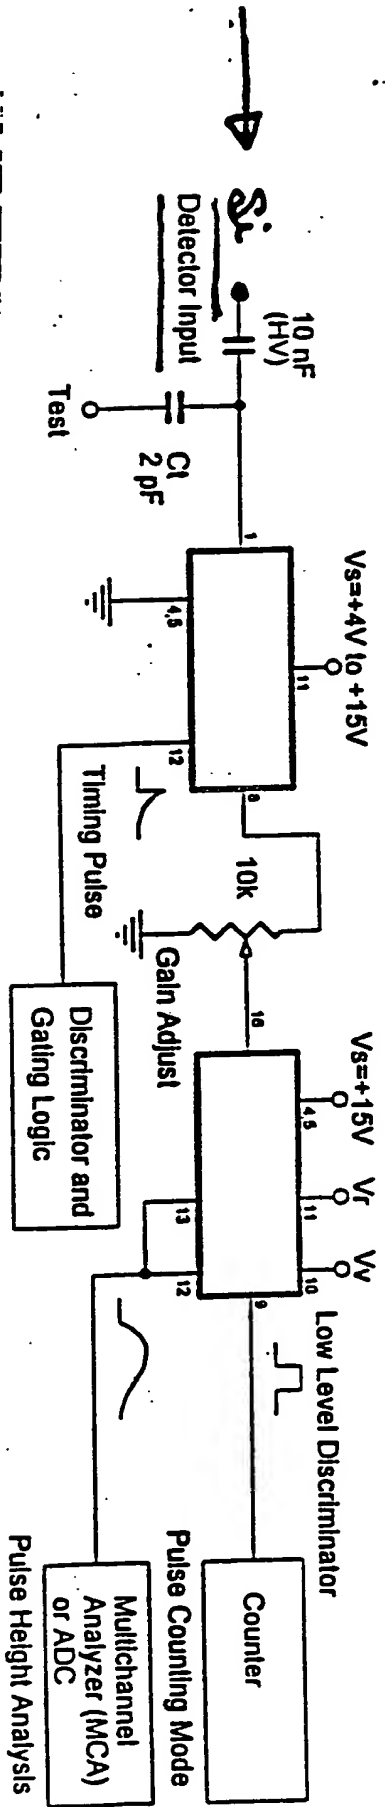 Si
Detector Input
10 nF
(HV)
Test
Ct
2 pF
1
Vs=+4V to +15V
11
4,5
12
8
Timing Pulse
10k
Gain Adjust
Discriminator and
Gating Logic
16
Vs=+15V
4,5
Vr
11
Vv
10
13
12
9
Low Level Discriminator
Counter
Pulse Counting Mode
Multichannel
Analyzer (MCA)
or ADC
Pulse Height Analysis